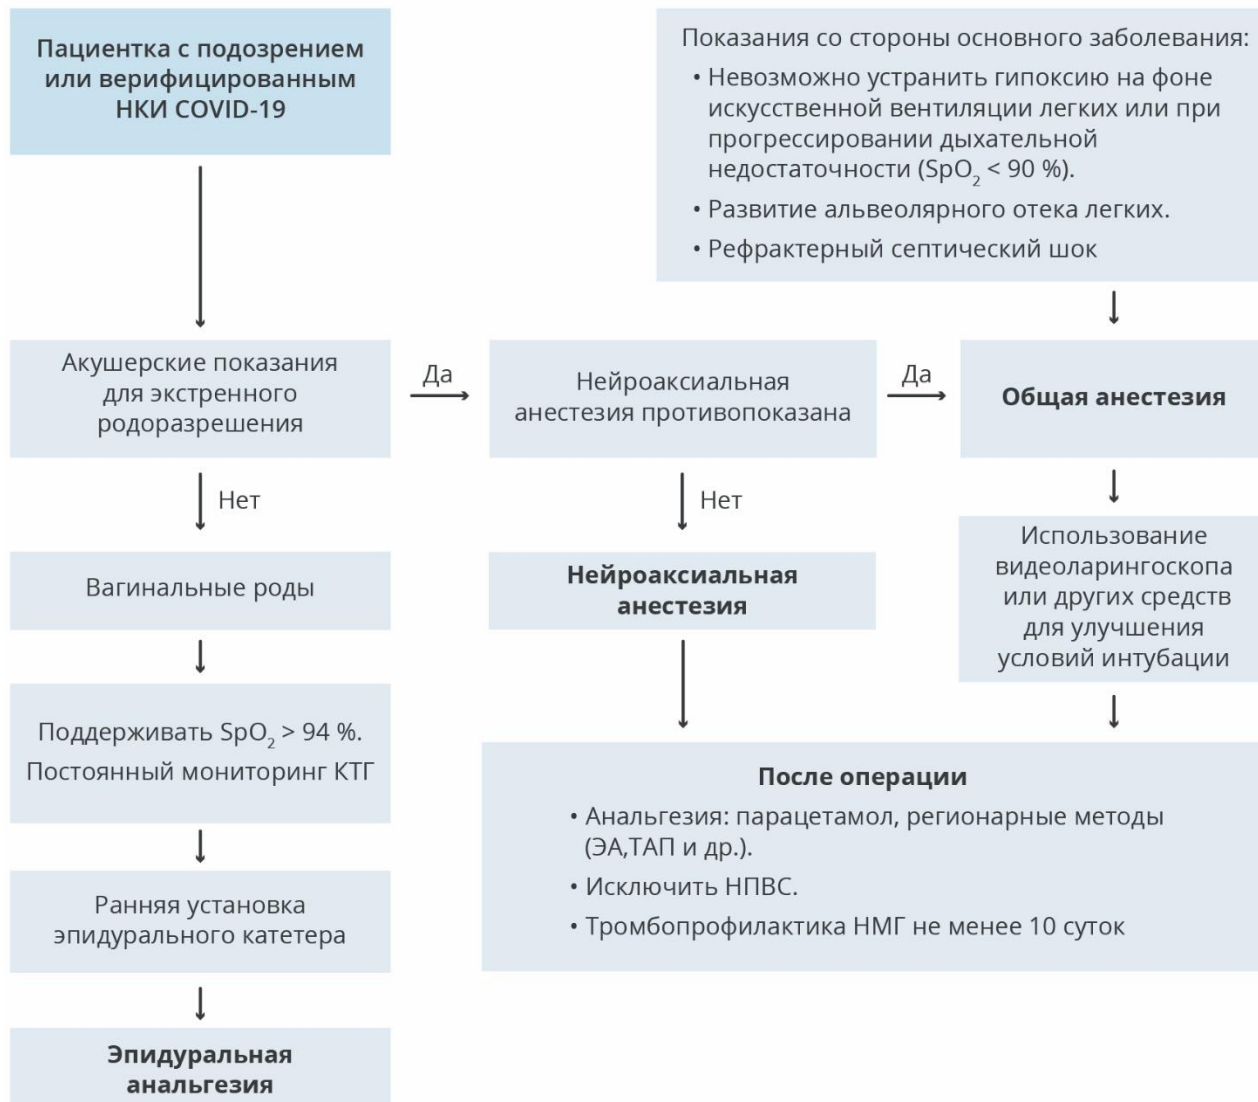 Пациентка с подозрением
или верифицированным
НКИ COVID-19
Показания со стороны основного заболевания:
• Невозможно устранить гипоксию на фоне
искусственной вентиляции легких или при
прогрессировании дыхательной
недостаточности (SpO₂ < 90 %).
• Развитие альвеолярного отека легких.
• Рефрактерный септический шок
Акушерские показания
для экстренного
родоразрешения
Да
Нейроаксиальная
анестезия противопоказана
Да
Общая анестезия
Нет
Нет
Вагинальные роды
Нейроаксиальная
анестезия
Использование
видеоларингоскопа
или других средств
для улучшения
условий интубации
Поддерживать SpO₂ > 94 %.
Постоянный мониторинг КТГ
После операции
• Анальгезия: парацетамол, регионарные методы
(ЭА,ТАП и др.).
• Исключить НПВС.
• Тромбопрофилактика НМГ не менее 10 суток
Ранняя установка
эпидурального катетера
Эпидуральная
анальгезия